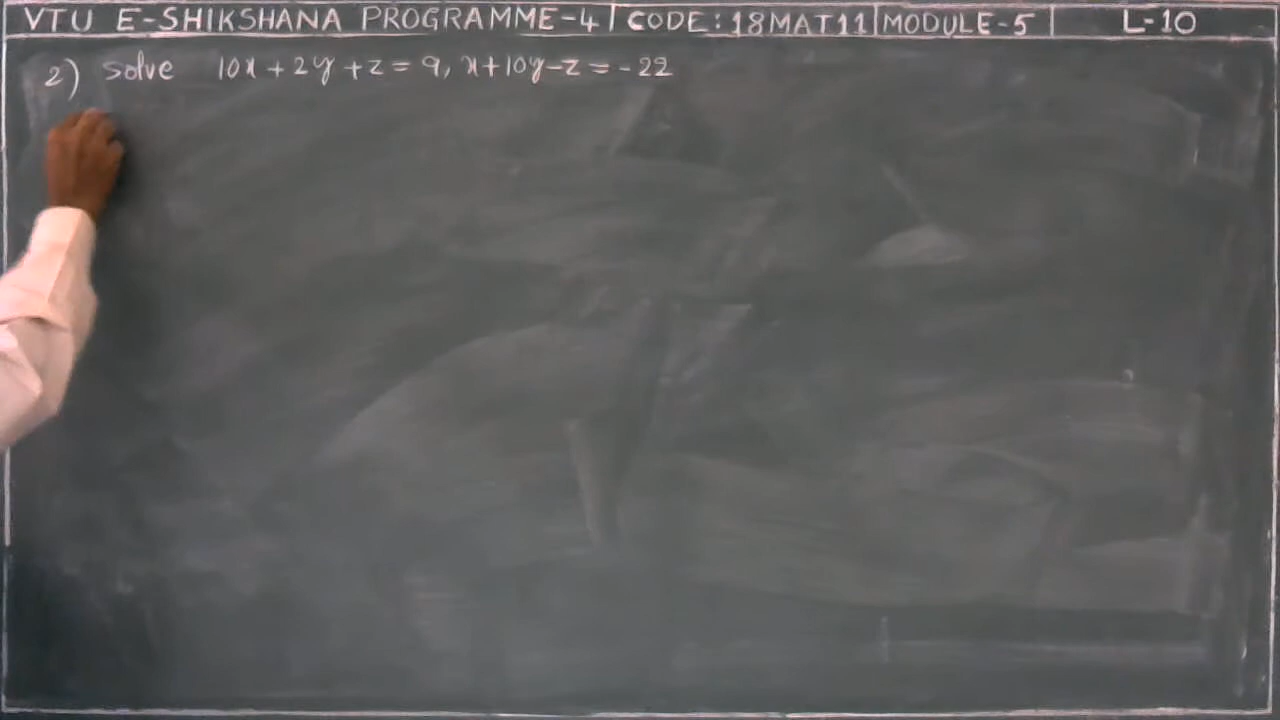 VTU E-SHIKSHANA PROGRAMME-4 | CODE: 18MAT11 | MODULE-5 | L-10
2) Solve 10x + 2y + z = 9, x+10y-z = -22